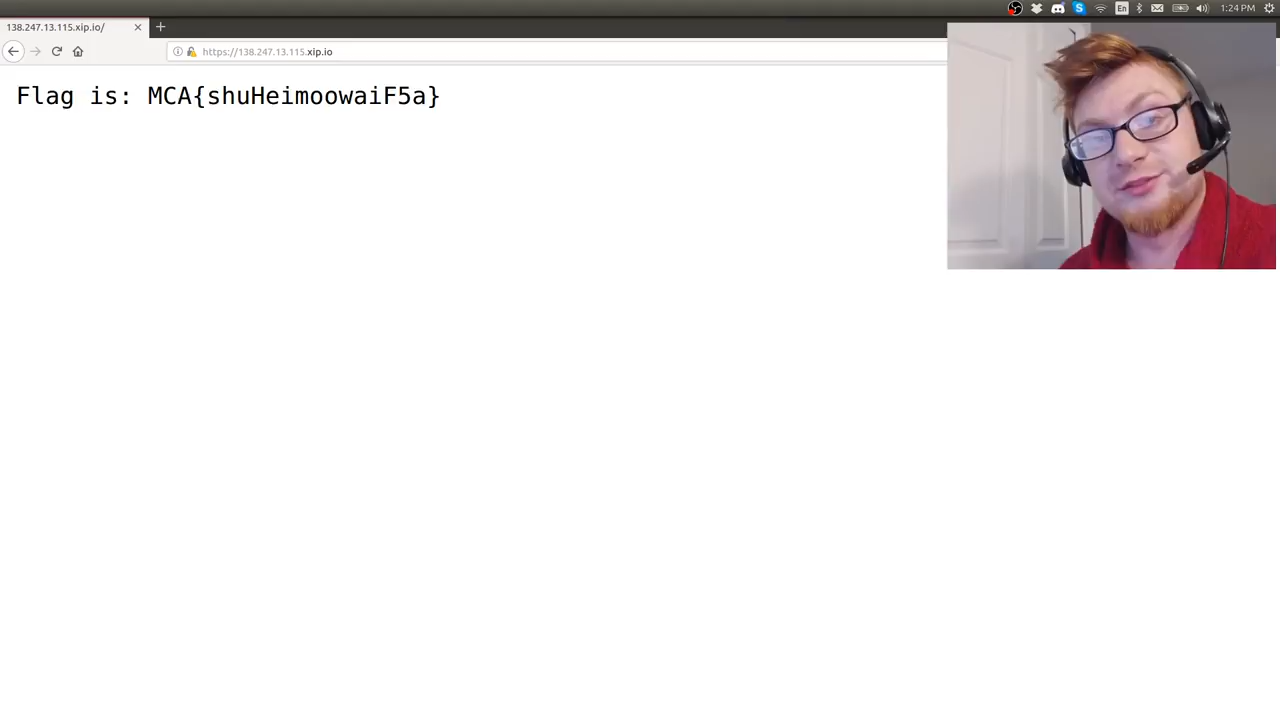 En
1:24 PM
138.247.13.115.xip.io/
https://138.247.13.115.xip.io
Flag is: MCA{shuHeimoowaiF5a}